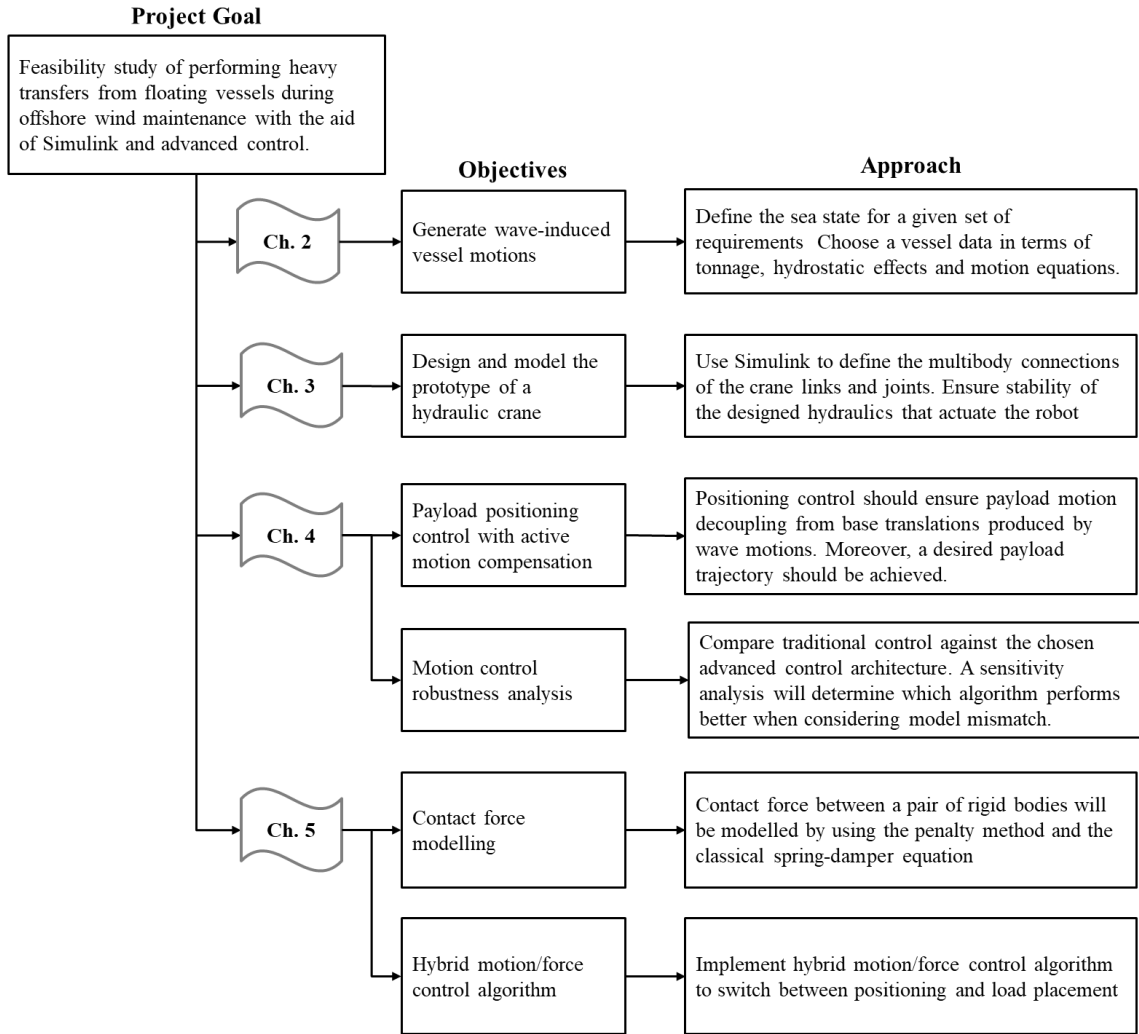 Project Goal
Feasibility study of performing heavy
transfers from floating vessels during
offshore wind maintenance with the aid
of Simulink and advanced control.
Objectives
Approach
Ch. 2
Generate wave-induced
vessel motions
Define the sea state for a given set of
requirements Choose a vessel data in terms of
tonnage, hydrostatic effects and motion equations.
Ch. 3
Design and model the
prototype of a
hydraulic crane
Use Simulink to define the multibody connections
of the crane links and joints. Ensure stability of
the designed hydraulics that actuate the robot
Ch. 4
Payload positioning
control with active
motion compensation
Positioning control should ensure payload motion
decoupling from base translations produced by
wave motions. Moreover, a desired payload
trajectory should be achieved.
Motion control
robustness analysis
Compare traditional control against the chosen
advanced control architecture. A sensitivity
analysis will determine which algorithm performs
better when considering model mismatch.
Ch. 5
Contact force
modelling
Contact force between a pair of rigid bodies will
be modelled by using the penalty method and the
classical spring-damper equation
Hybrid motion/force
control algorithm
Implement hybrid motion/force control algorithm
to switch between positioning and load placement